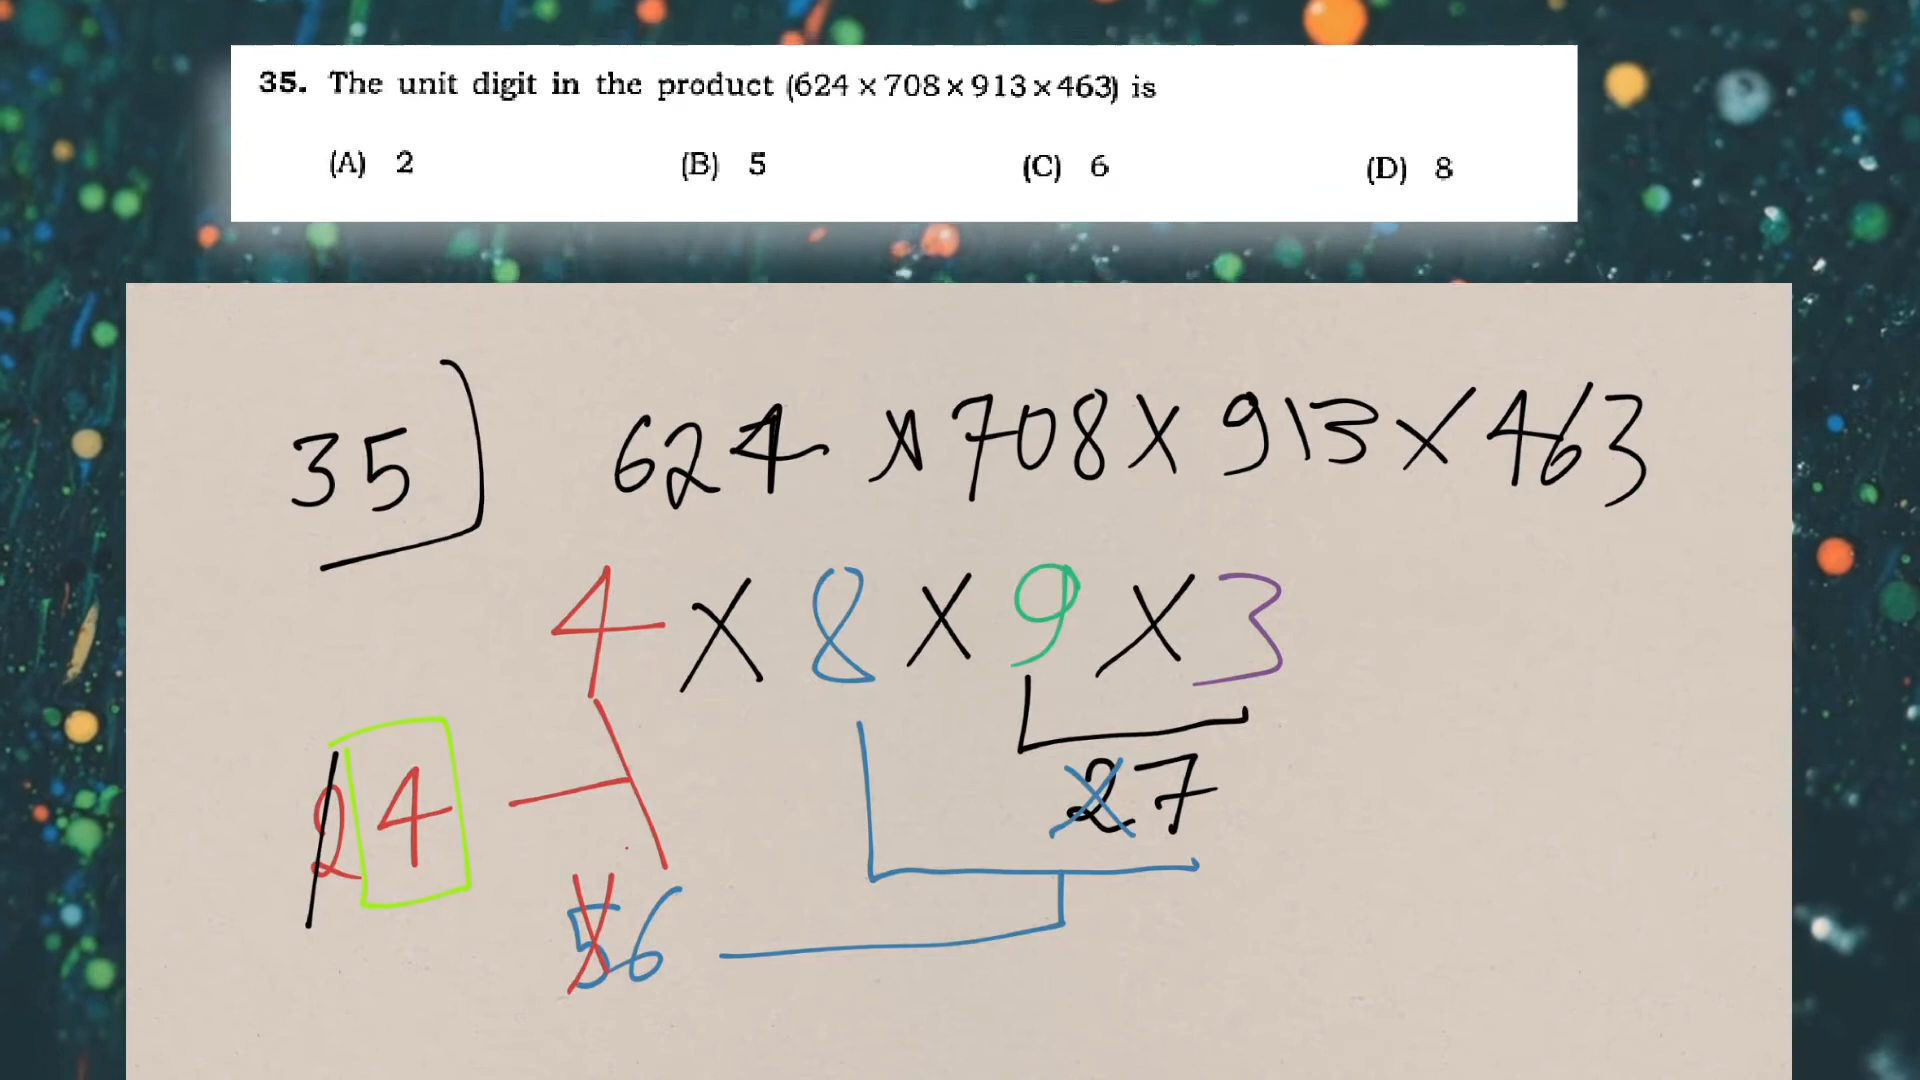 35. The unit digit in the product (624 × 708 × 913 × 463) is
(A) 2 (B) 5 (C) 6 (D) 8
35) 624 × 708 × 913 × 463
4 × 8 × 9 × 3
27
24
56